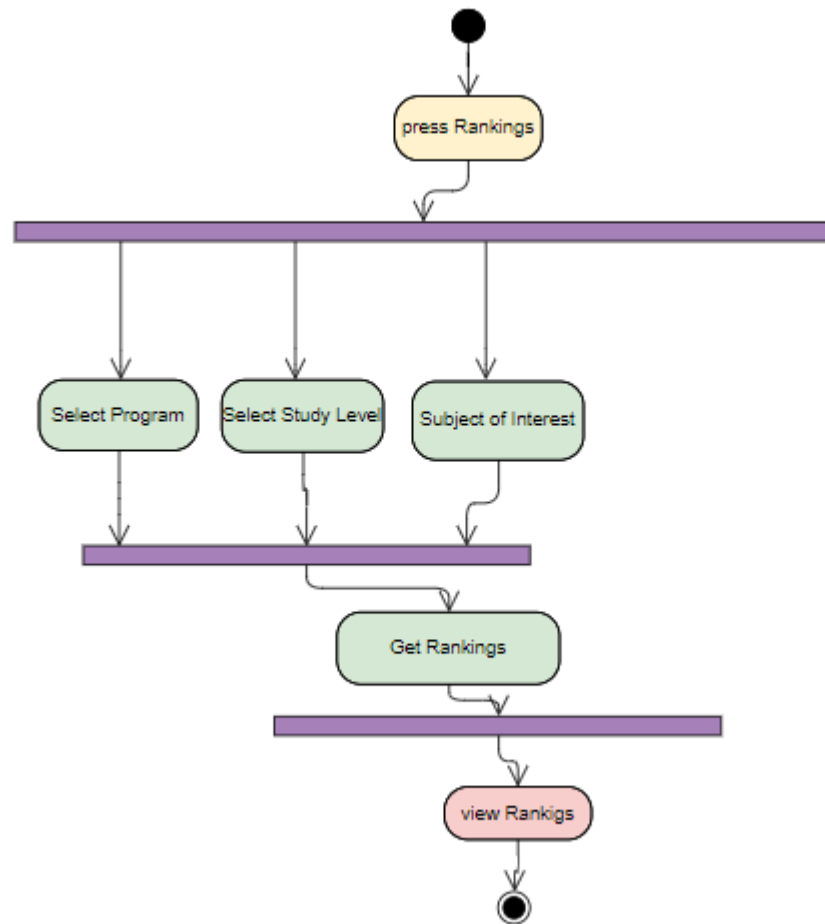 press Rankings
Select Program
Select Study Level
Subject of Interest
Get Rankings
view Rankigs